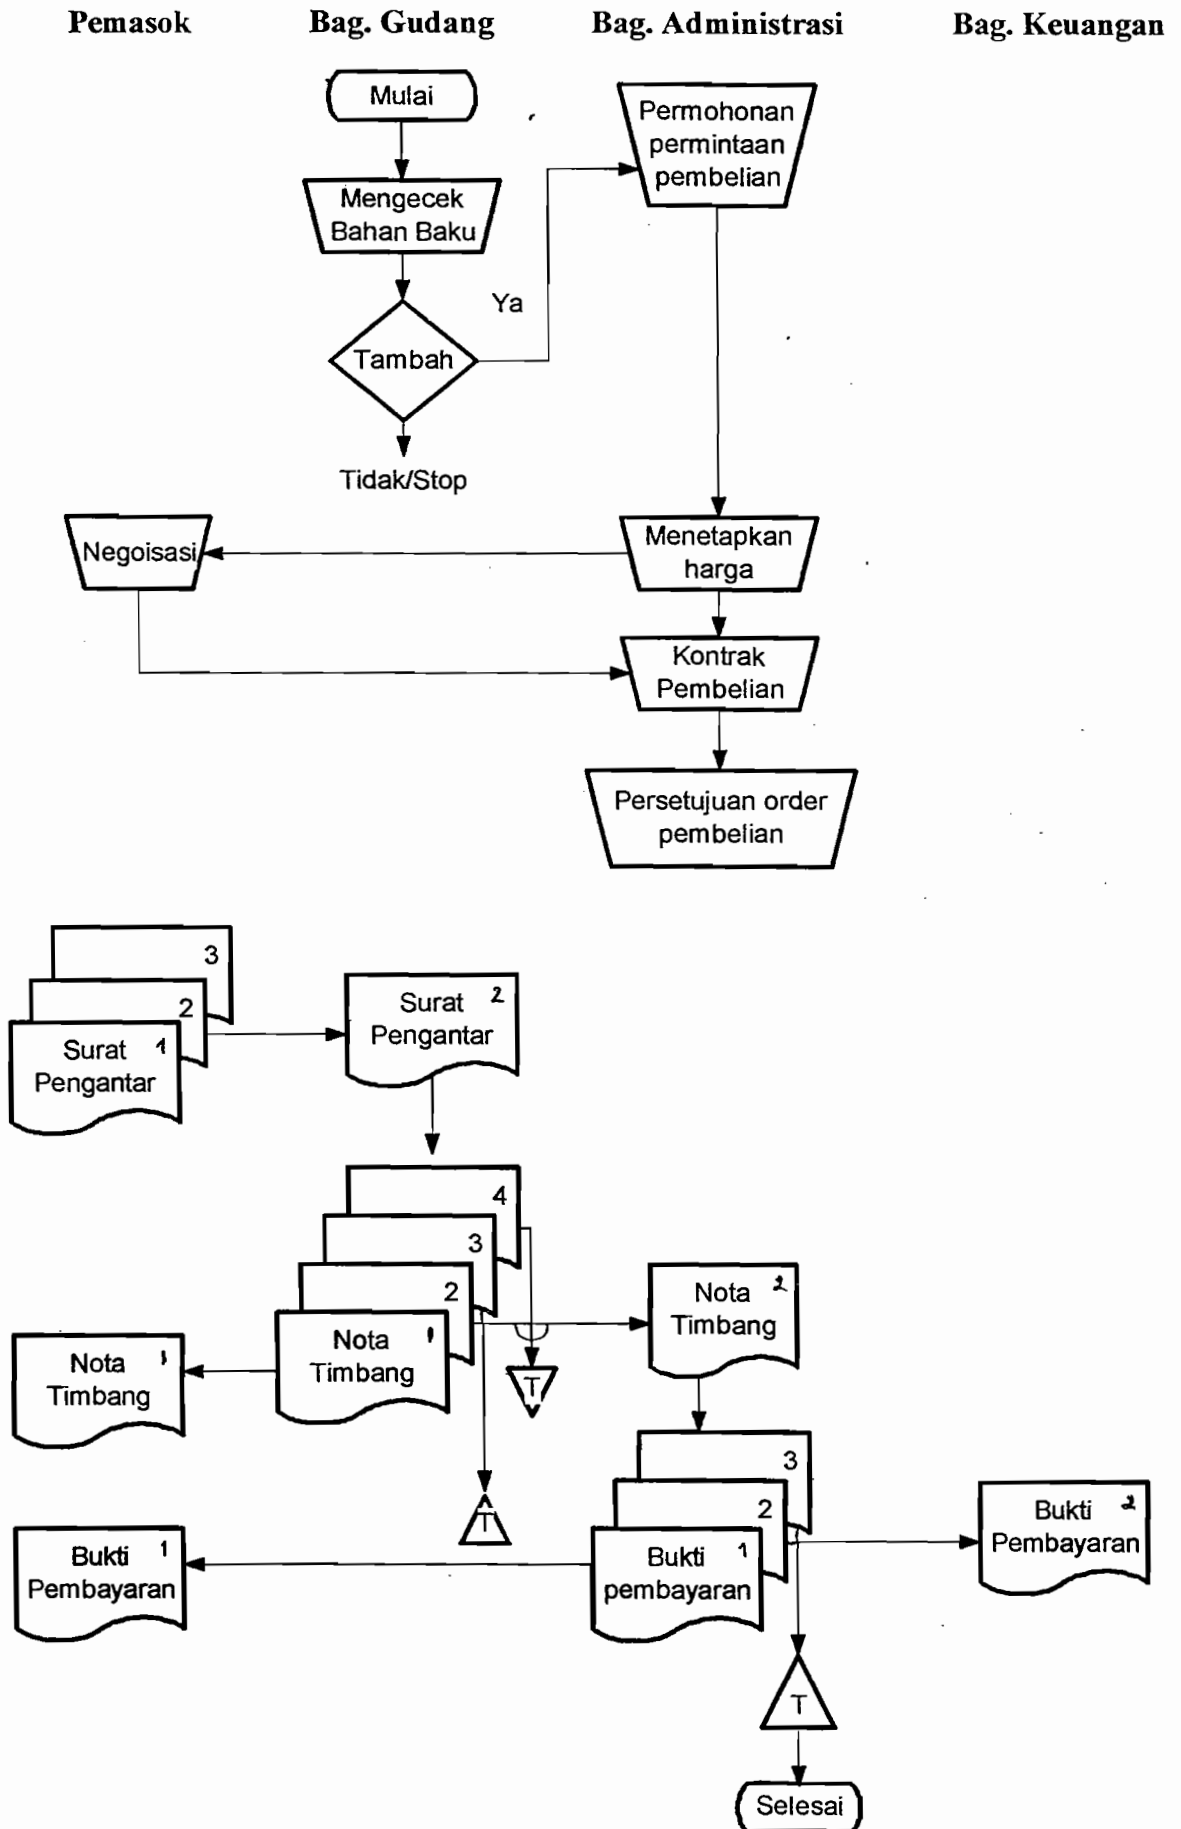 Pemasok
Bag. Gudang
Bag. Administrasi
Bag. Keuangan
Mulai
Permohonan
permintaan
pembelian
Mengecek
Bahan Baku
Ya
Tambah
Tidak/Stop
Negoisasi
Menetapkan
harga
Kontrak
Pembelian
Persetujuan order
pembelian
3
2
Surat 1
Pengantar
Surat 2
Pengantar
4
3
2
Nota 1
Timbang
Nota 2
Timbang
Nota 1
Timbang
T
T
3
2
Bukti 1
pembayaran
Bukti 2
Pembayaran
Bukti 1
Pembayaran
T
Selesai